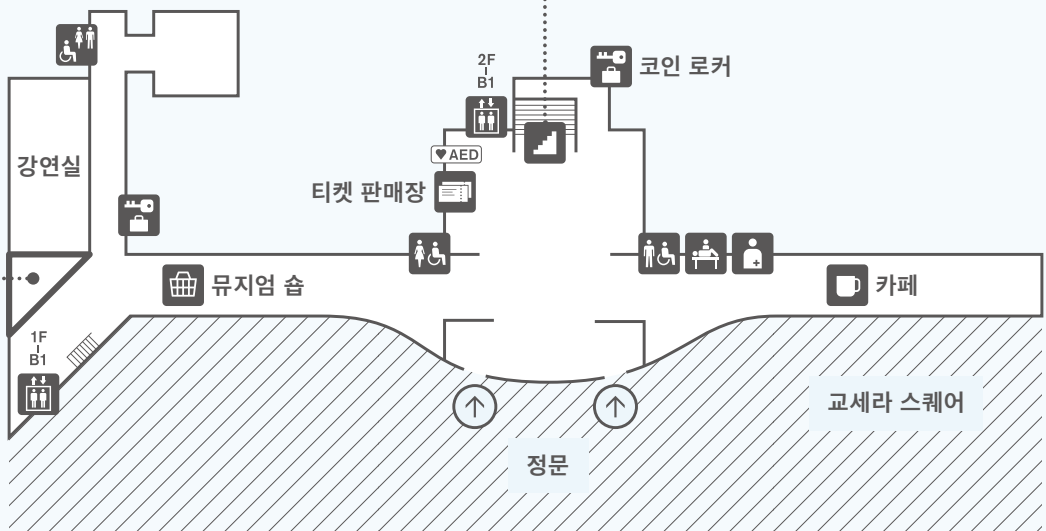 2F
B1
코인 로커
AED
강연실
티켓 판매장
뮤지엄 숍
카페
1F
B1
교세라 스퀘어
정문